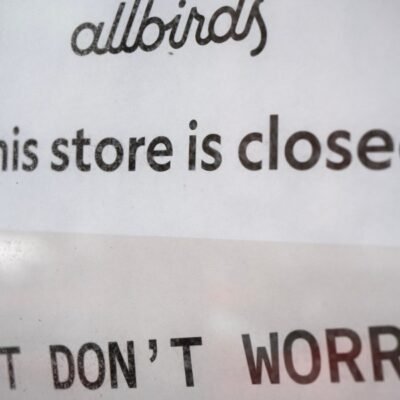 allbirds
his store is close
T DON'T WORR